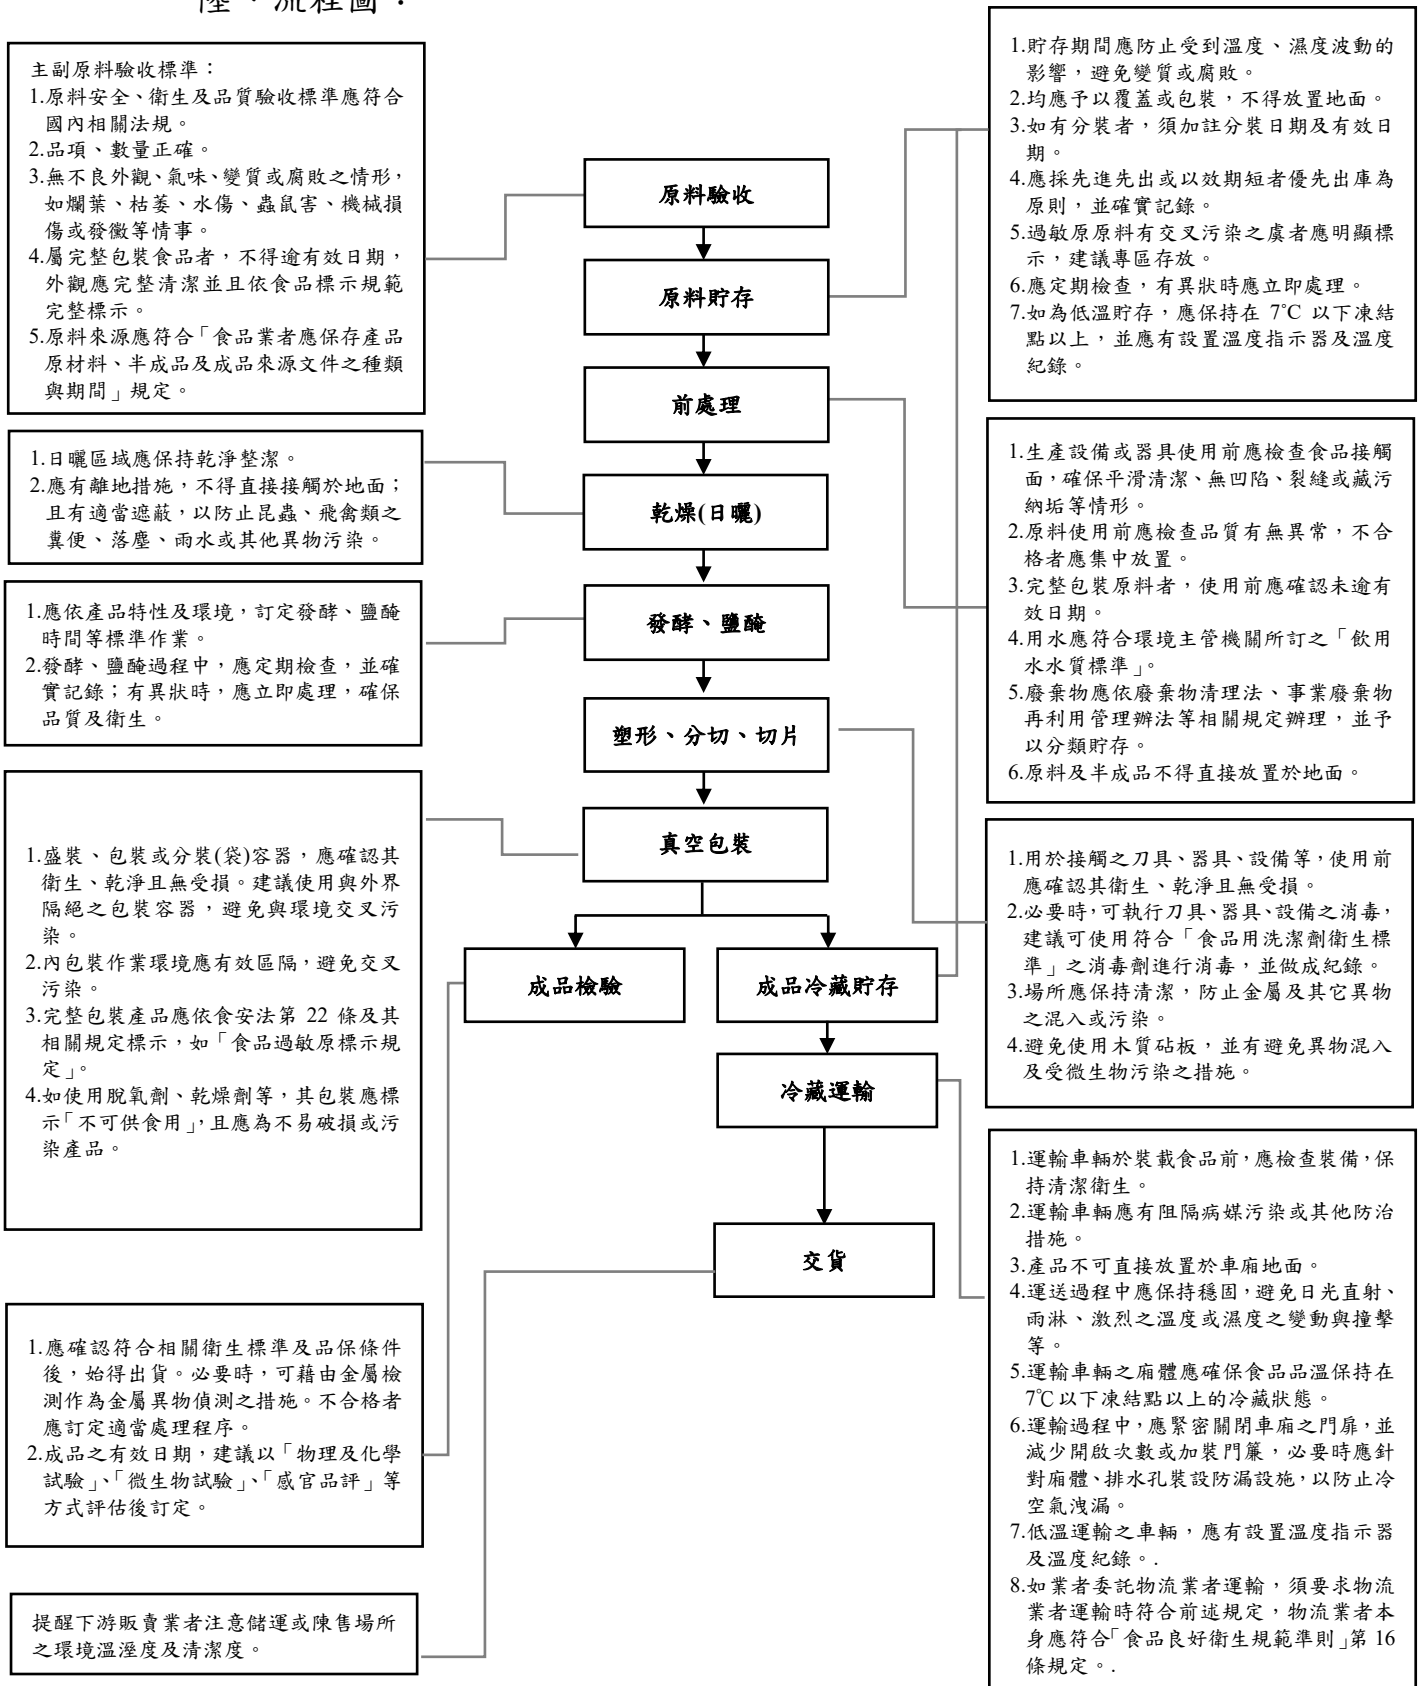 陸、流程圖：
主副原料驗收標準：
1.原料安全、衛生及品質驗收標準應符合
國內相關法規。
2.品項、數量正確。
3.無不良外觀、氣味、變質或腐敗之情形，
如爛葉、枯萎、水傷、蟲鼠害、機械損
傷或發黴等情事。
4.屬完整包裝食品者，不得逾有效日期，
外觀應完整清潔並且依食品標示規範
完整標示。
5.原料來源應符合「食品業者應保存產品
原材料、半成品及成品來源文件之種類
與期間」規定。
1.日曬區域應保持乾淨整潔。
2.應有離地措施，不得直接接觸於地面；
且有適當遮蔽，以防止昆蟲、飛禽類之
糞便、落塵、雨水或其他異物污染。
1.應依產品特性及環境，訂定發酵、鹽醃
時間等標準作業。
2.發酵、鹽醃過程中，應定期檢查，並確
實記錄；有異狀時，應立即處理，確保
品質及衛生。
1.盛裝、包裝或分裝(袋)容器，應確認其
衛生、乾淨且無受損。建議使用與外界
隔絕之包裝容器，避免與環境交叉污
染。
2.內包裝作業環境應有效區隔，避免交叉
污染。
3.完整包裝產品應依食安法第 22 條及其
相關規定標示，如「食品過敏原標示規
定」。
4.如使用脫氧劑、乾燥劑等，其包裝應標
示「不可供食用」，且應為不易破損或污
染產品。
1.應確認符合相關衛生標準及品保條件
後，始得出貨。必要時，可藉由金屬檢
測作為金屬異物偵測之措施。不合格者
應訂定適當處理程序。
2.成品之有效日期，建議以「物理及化學
試驗」、「微生物試驗」、「感官品評」等
方式評估後訂定。
提醒下游販賣業者注意儲運或陳售場所
之環境溫溼度及清潔度。
原料驗收
原料貯存
前處理
乾燥(日曬)
發酵、鹽醃
塑形、分切、切片
真空包裝
成品檢驗
成品冷藏貯存
冷藏運輸
交貨
1.貯存期間應防止受到溫度、濕度波動的
影響，避免變質或腐敗。
2.均應予以覆蓋或包裝，不得放置地面。
3.如有分裝者，須加註分裝日期及有效日
期。
4.應採先進先出或以效期短者優先出庫為
原則，並確實記錄。
5.過敏原原料有交叉污染之虞者應明顯標
示，建議專區存放。
6.應定期檢查，有異狀時應立即處理。
7.如為低溫貯存，應保持在 7°C 以下凍結
點以上，並應有設置溫度指示器及溫度
紀錄。
1.生產設備或器具使用前應檢查食品接觸
面，確保平滑清潔、無凹陷、裂縫或藏污
納垢等情形。
2.原料使用前應檢查品質有無異常，不合
格者應集中放置。
3.完整包裝原料者，使用前應確認未逾有
效日期。
4.用水應符合環境主管機關所訂之「飲用
水水質標準」。
5.廢棄物應依廢棄物清理法、事業廢棄物
再利用管理辦法等相關規定辦理，並予
以分類貯存。
6.原料及半成品不得直接放置於地面。
1.用於接觸之刀具、器具、設備等，使用前
應確認其衛生、乾淨且無受損。
2.必要時，可執行刀具、器具、設備之消毒，
建議可使用符合「食品用洗潔劑衛生標
準」之消毒劑進行消毒，並做成紀錄。
3.場所應保持清潔，防止金屬及其它異物
之混入或污染。
4.避免使用木質砧板，並有避免異物混入
及受微生物污染之措施。
1.運輸車輛於裝載食品前，應檢查裝備，保
持清潔衛生。
2.運輸車輛應有阻隔病媒污染或其他防治
措施。
3.產品不可直接放置於車廂地面。
4.運送過程中應保持穩固，避免日光直射、
雨淋、激烈之溫度或濕度之變動與撞擊
等。
5.運輸車輛之廂體應確保食品品溫保持在
7℃以下凍結點以上的冷藏狀態。
6.運輸過程中，應緊密關閉車廂之門扉，並
減少開啟次數或加裝門簾，必要時應針
對廂體、排水孔裝設防漏設施，以防止冷
空氣洩漏。
7.低溫運輸之車輛，應有設置溫度指示器
及溫度紀錄。.
8.如業者委託物流業者運輸，須要求物流
業者運輸時符合前述規定，物流業者本
身應符合「食品良好衛生規範準則」第 16
條規定。.